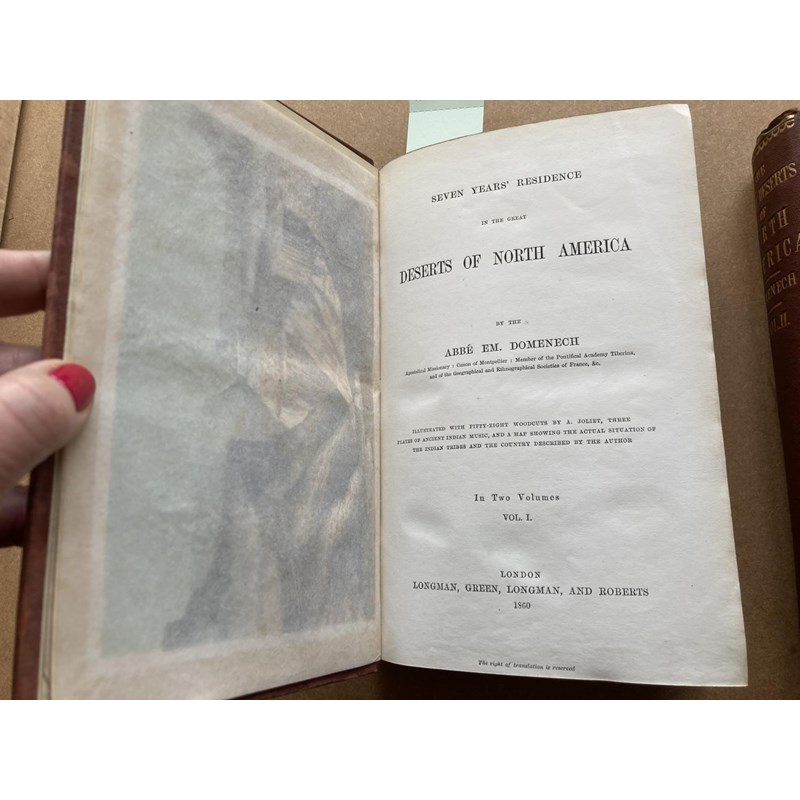 SEVEN YEARS' RESIDENCE
IN THE GREAT
DESERTS OF NORTH AMERICA
BY THE
ABBÉ EM. DOMENECH
Apostolical Missionary : Canon of Montpellier : Member of the Pontifical Academy Tiberina,
and of the Geographical and Ethnographical Societies of France, &c.
ILLUSTRATED WITH FIFTY-EIGHT WOODCUTS BY A. JOLIET, THREE
PLATES OF ANCIENT INDIAN MUSIC, AND A MAP SHOWING THE ACTUAL SITUATION OF
THE INDIAN TRIBES AND THE COUNTRY DESCRIBED BY THE AUTHOR
In Two Volumes
VOL. I.
LONDON
LONGMAN, GREEN, LONGMAN, AND ROBERTS
1860
The right of translation is reserved
DESERTS
OF
RTH
ERICA